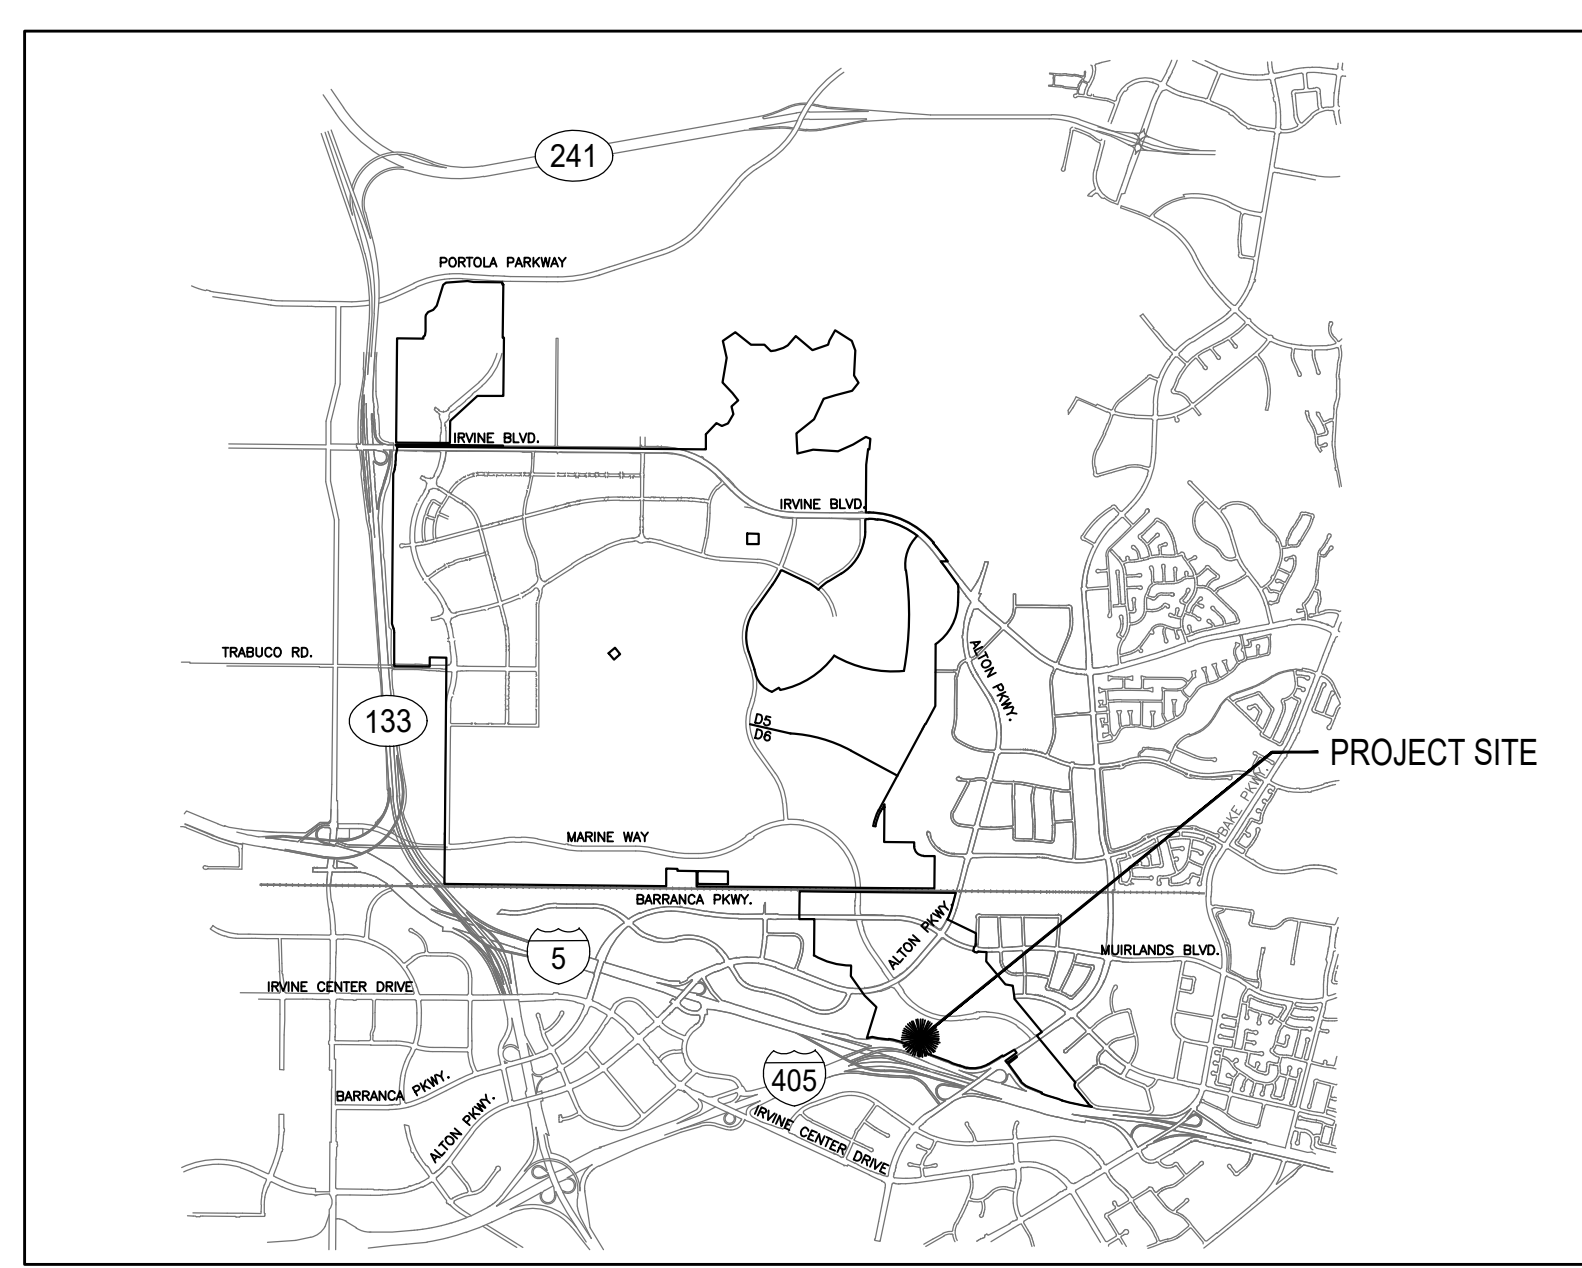 241
PORTOLA PARKWAY
IRVINE BLVD.
IRVINE BLVD.
TRABUCO RD.
ALTON PKWY.
133
D5
D6
PROJECT SITE
BAKE PKWY.
MARINE WAY
BARRANCA PKWY.
ALTON PKWY.
MUIRLANDS BLVD.
5
IRVINE CENTER DRIVE
405
BARRANCA PKWY.
ALTON PKWY.
IRVINE CENTER DRIVE